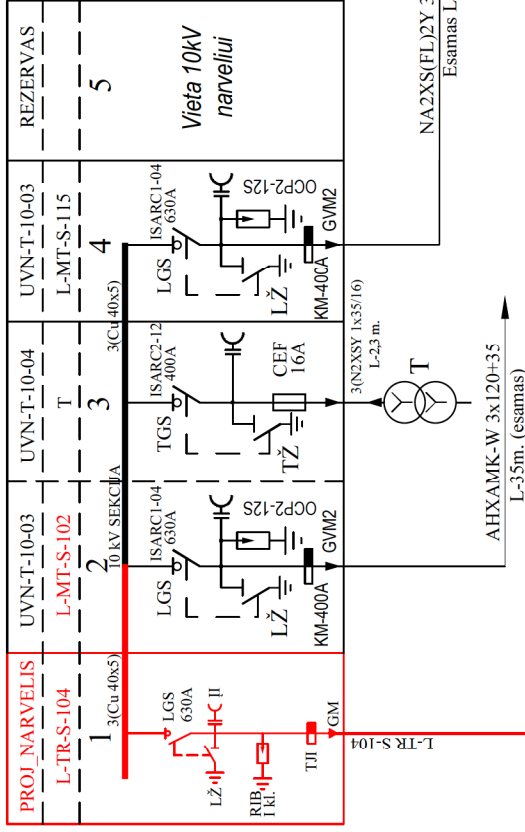 PROJ_NARVELIS
UVN-T-10-03
UVN-T-10-04
UVN-T-10-03
REZERVAS
L-TR-S-104
L-MT-S-102
T
L-MT-S-115
1
2
3
4
5
3(Cu 40x5)
10 kV SEKCIJA
3(Cu 40x5)
LGS
630A
LŽ
ĮĮ
RIB
I kl.
TJI
GM
L-TR S-104
LGS
ISARC1-04
630A
LŽ
OCP2-12S
KM-400A
GVM2
TGS
ISARC2-12
400A
TŽ
CEF
16A
3(N2XSY 1x35/16)
L-2,3 m.
T
LGS
ISARC1-04
630A
LŽ
OCP2-12S
KM-400A
GVM2
Vieta 10kV
narveliui
AHXAMK-W 3x120+35
L-35m. (esamas)
NA2XS(FL)2Y
Esamas L